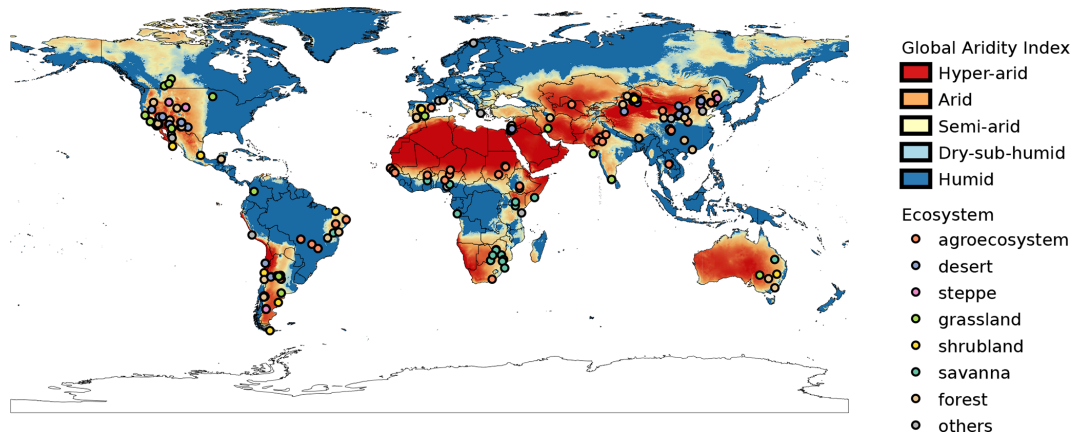 Global Aridity Index
Hyper-arid
Arid
Semi-arid
Dry-sub-humid
Humid
Ecosystem
agroecosystem
desert
steppe
grassland
shrubland
savanna
forest
others